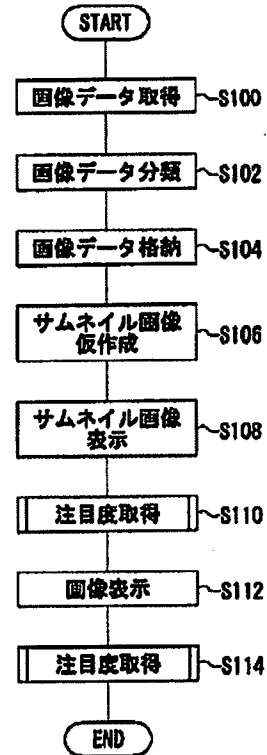 START
画像データ取得
S100
画像データ分類
S102
画像データ格納
S104
サムネイル画像
仮作成
S106
サムネイル画像
表示
S108
注目度取得
S110
画像表示
S112
注目度取得
S114
END